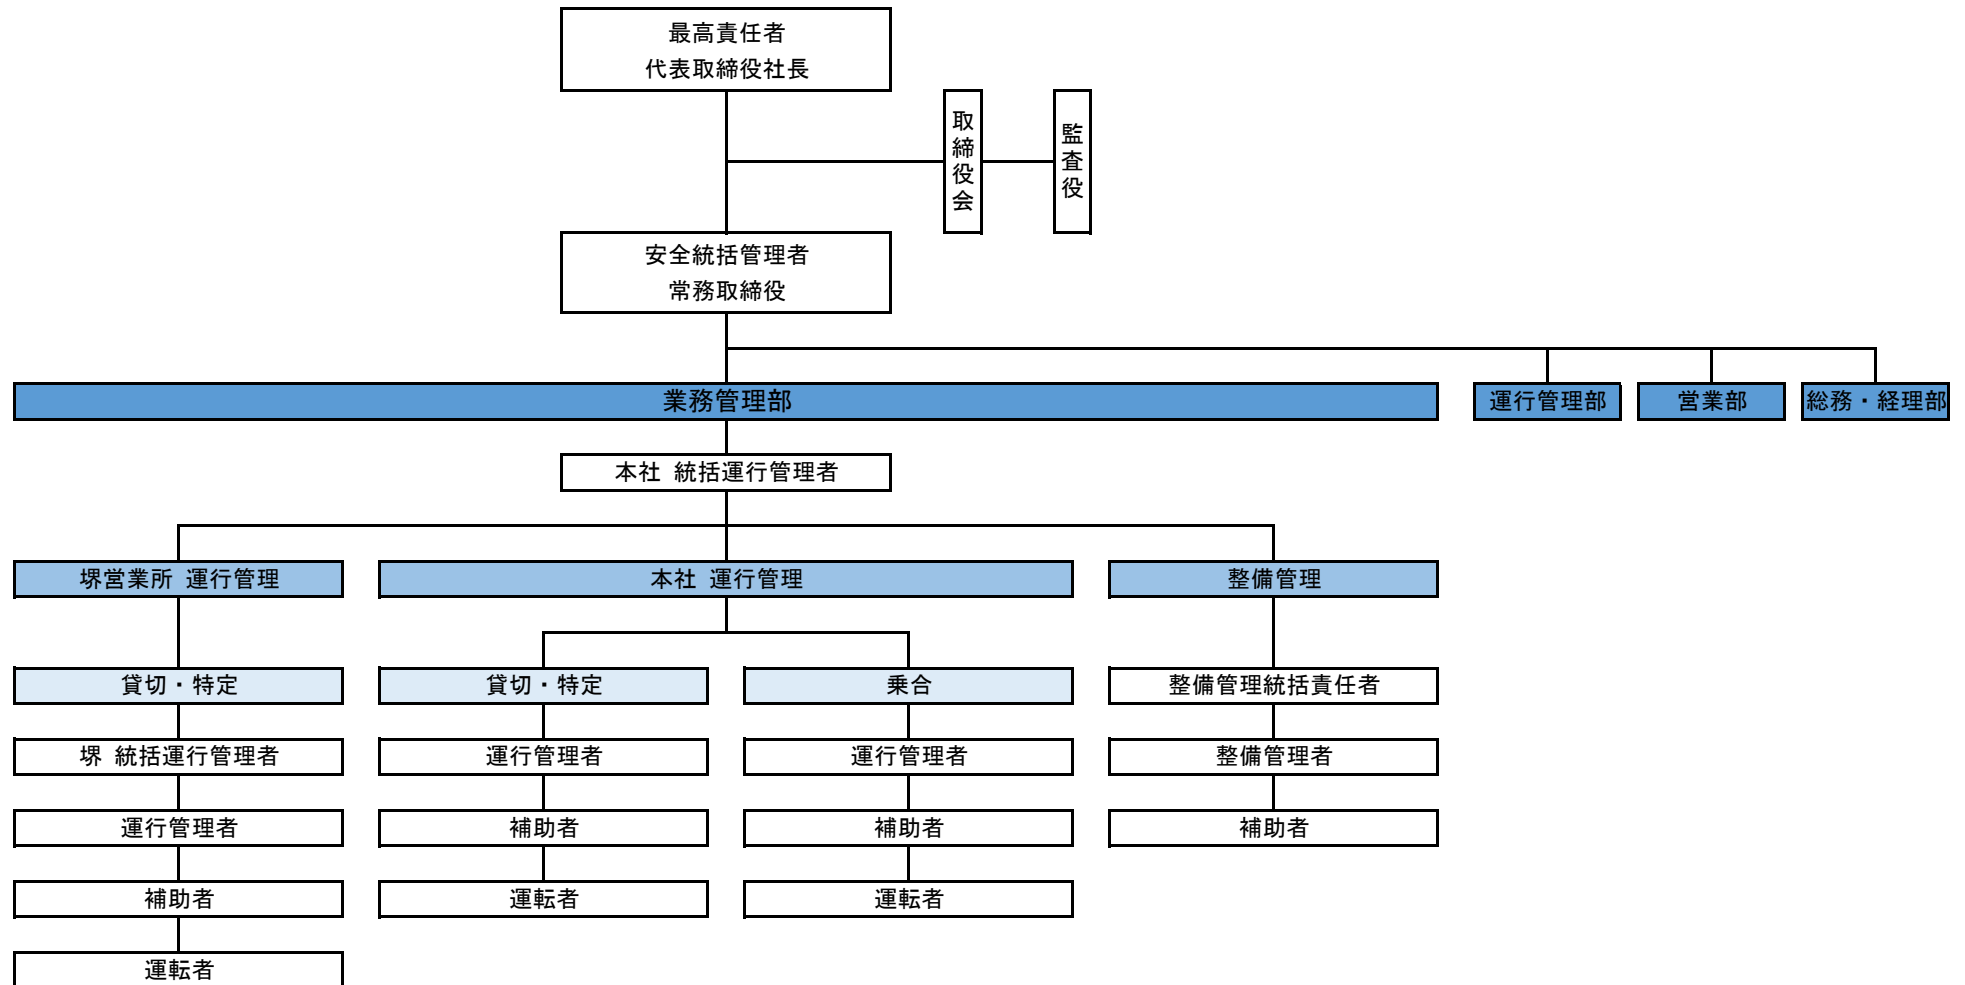 最高責任者
代表取締役社長
取締役会
監査役
安全統括管理者
常務取締役
業務管理部
運行管理部
営業部
総務・経理部
本社 統括運行管理者
堺営業所 運行管理
本社 運行管理
整備管理
貸切・特定
貸切・特定
乗合
整備管理統括責任者
堺 統括運行管理者
運行管理者
運行管理者
整備管理者
運行管理者
補助者
補助者
補助者
補助者
運転者
運転者
運転者